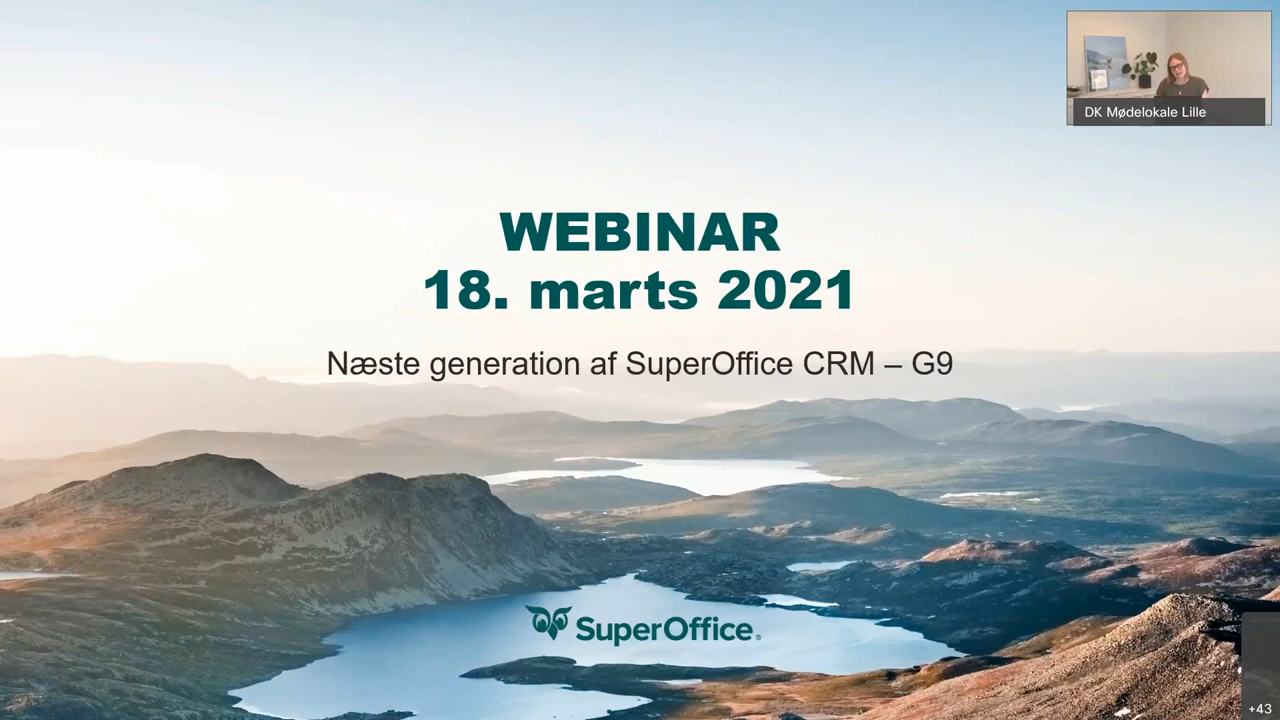 DK Mødelokale Lille
WEBINAR
18. marts 2021
Næste generation af SuperOffice CRM – G9
SuperOffice®
+43